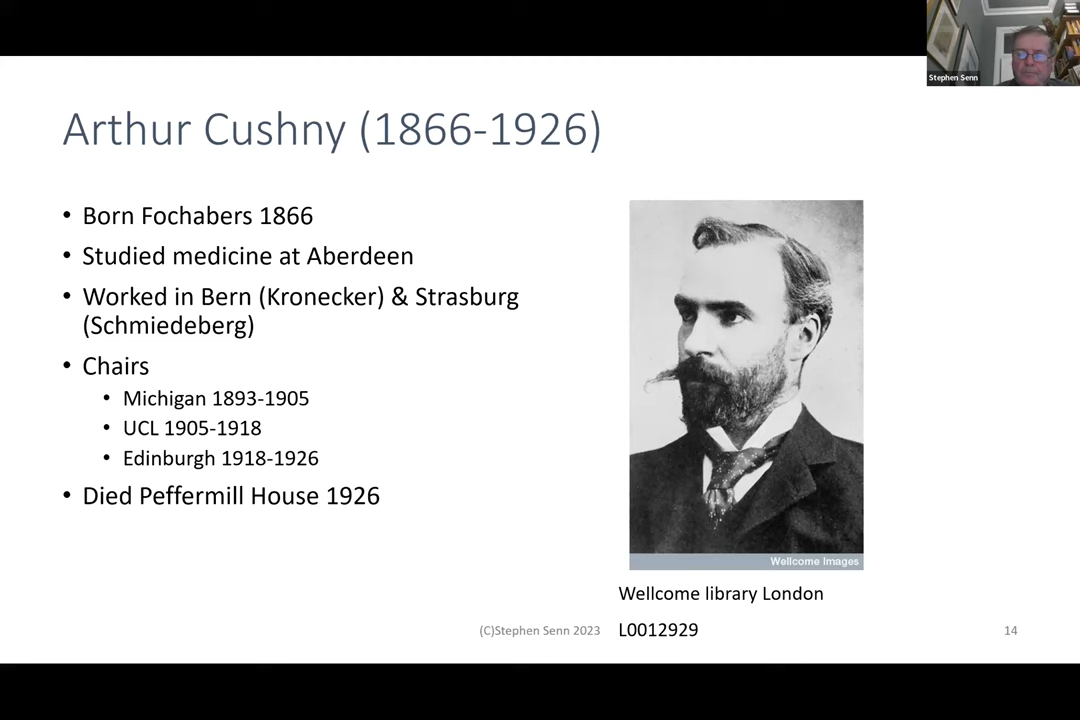 Stephen Senn
Arthur Cushny (1866-1926)
• Born Fochabers 1866
• Studied medicine at Aberdeen
• Worked in Bern (Kronecker) & Strasburg
(Schmiedeberg)
• Chairs
• Michigan 1893-1905
• UCL 1905-1918
• Edinburgh 1918-1926
• Died Peffermill House 1926
Wellcome Images
Wellcome library London
L0012929
(C)Stephen Senn 2023
14